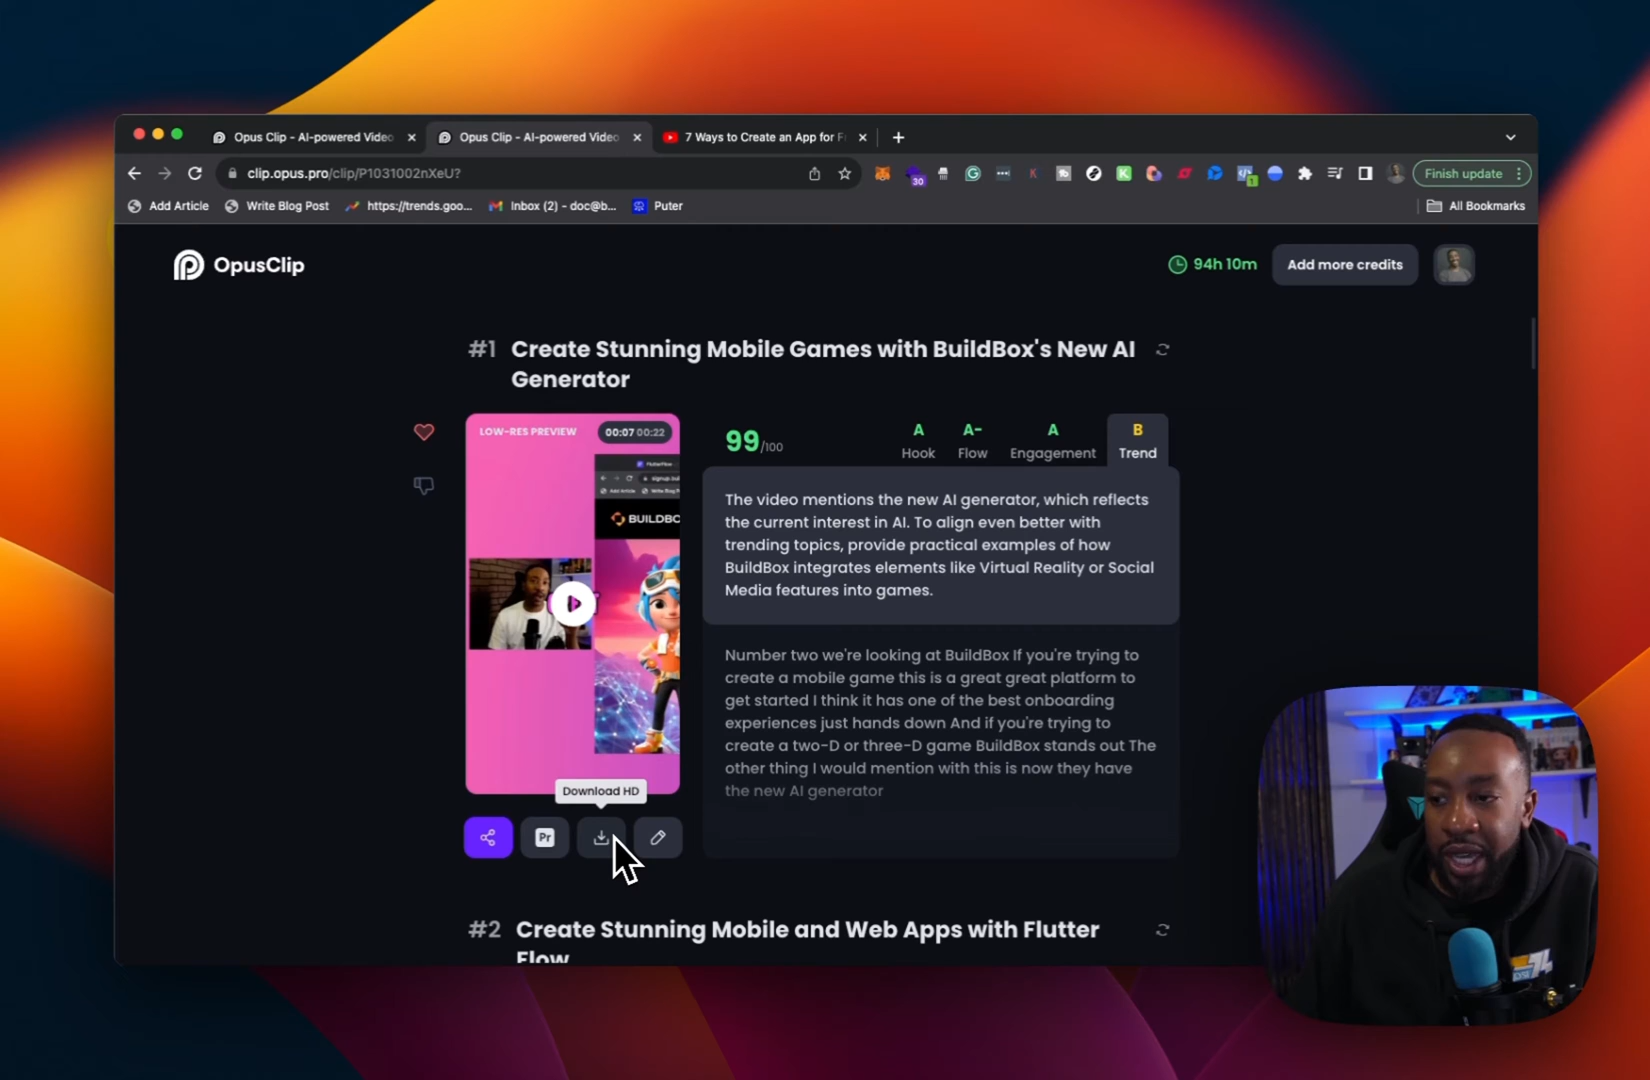 Opus Clip - AI-powered Video
Opus Clip - AI-powered Video
7 Ways to Create an App for F
clip.opus.pro/clip/P1031002nXeU?
30
1
Finish update
Add Article
Write Blog Post
https://trends.goo...
Inbox (2) - doc@b...
Puter
All Bookmarks
OpusClip
94h 10m
Add more credits
#1 Create Stunning Mobile Games with BuildBox's New AI
Generator
LOW-RES PREVIEW
00:07 00:22
BUILDBO
99/100
A
Hook
A-
Flow
A
Engagement
B
Trend
The video mentions the new AI generator, which reflects
the current interest in AI. To align even better with
trending topics, provide practical examples of how
BuildBox integrates elements like Virtual Reality or Social
Media features into games.
Number two we're looking at BuildBox If you're trying to
create a mobile game this is a great great platform to
get started I think it has one of the best onboarding
experiences just hands down And if you're trying to
create a two-D or three-D game BuildBox stands out The
other thing I would mention with this is now they have
the new AI generator
Download HD
Pr
#2 Create Stunning Mobile and Web Apps with Flutter
Flow